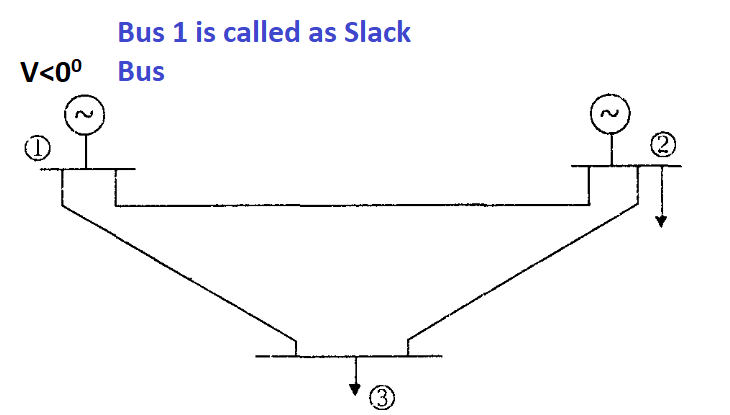 Bus 1 is called as Slack
V<0⁰ Bus
~ ~
① ②
③